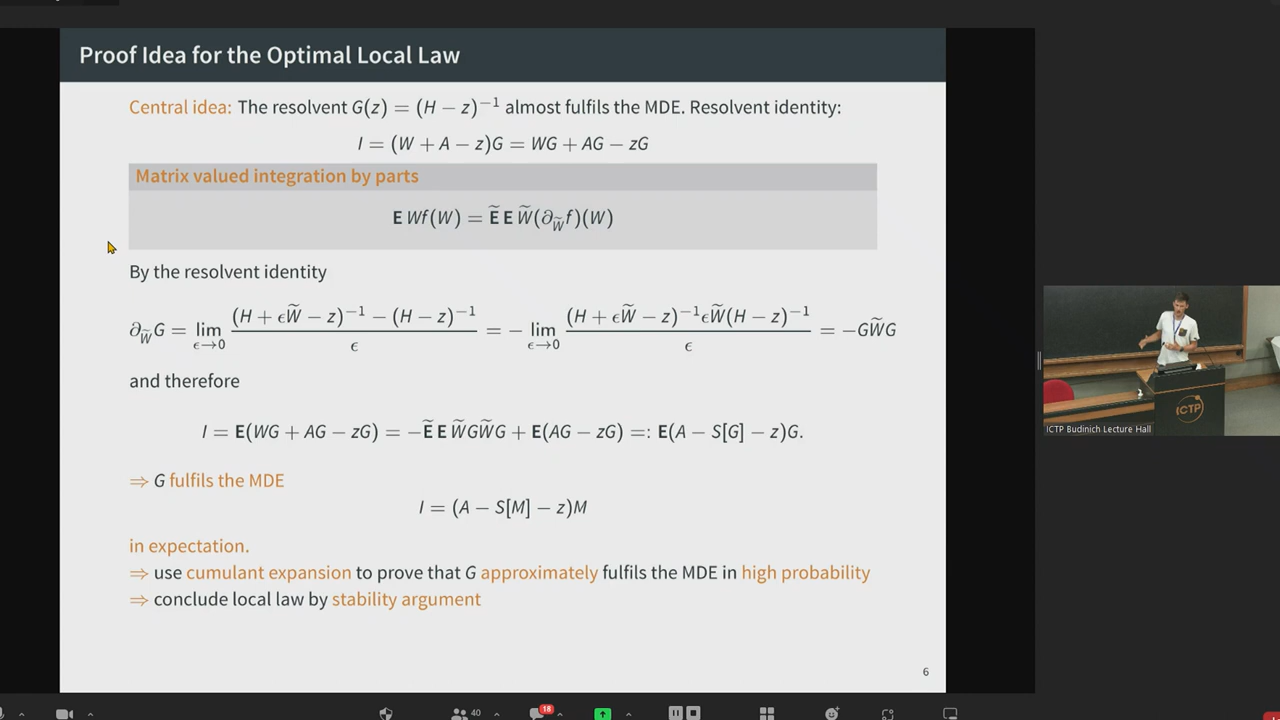 Proof Idea for the Optimal Local Law
Central idea: The resolvent G(z) = (H − z)⁻¹ almost fulfils the MDE. Resolvent identity:
I = (W + A − z)G = WG + AG − zG
Matrix valued integration by parts
E Wf(W) = Ẽ E W̃(∂_W̃ f)(W)
By the resolvent identity
∂_W̃ G = lim_{ϵ→0} ((H + ϵW̃ − z)⁻¹ − (H − z)⁻¹)/ϵ = − lim_{ϵ→0} ((H + ϵW̃ − z)⁻¹ϵW̃(H − z)⁻¹)/ϵ = −GW̃G
and therefore
I = E(WG + AG − zG) = −Ẽ E W̃GW̃G + E(AG − zG) =: E(A − S[G] − z)G.
⇒ G fulfils the MDE
I = (A − S[M] − z)M
in expectation.
⇒ use cumulant expansion to prove that G approximately fulfils the MDE in high probability
⇒ conclude local law by stability argument
6
ICTP
ICTP Budinich Lecture Hall
40
18